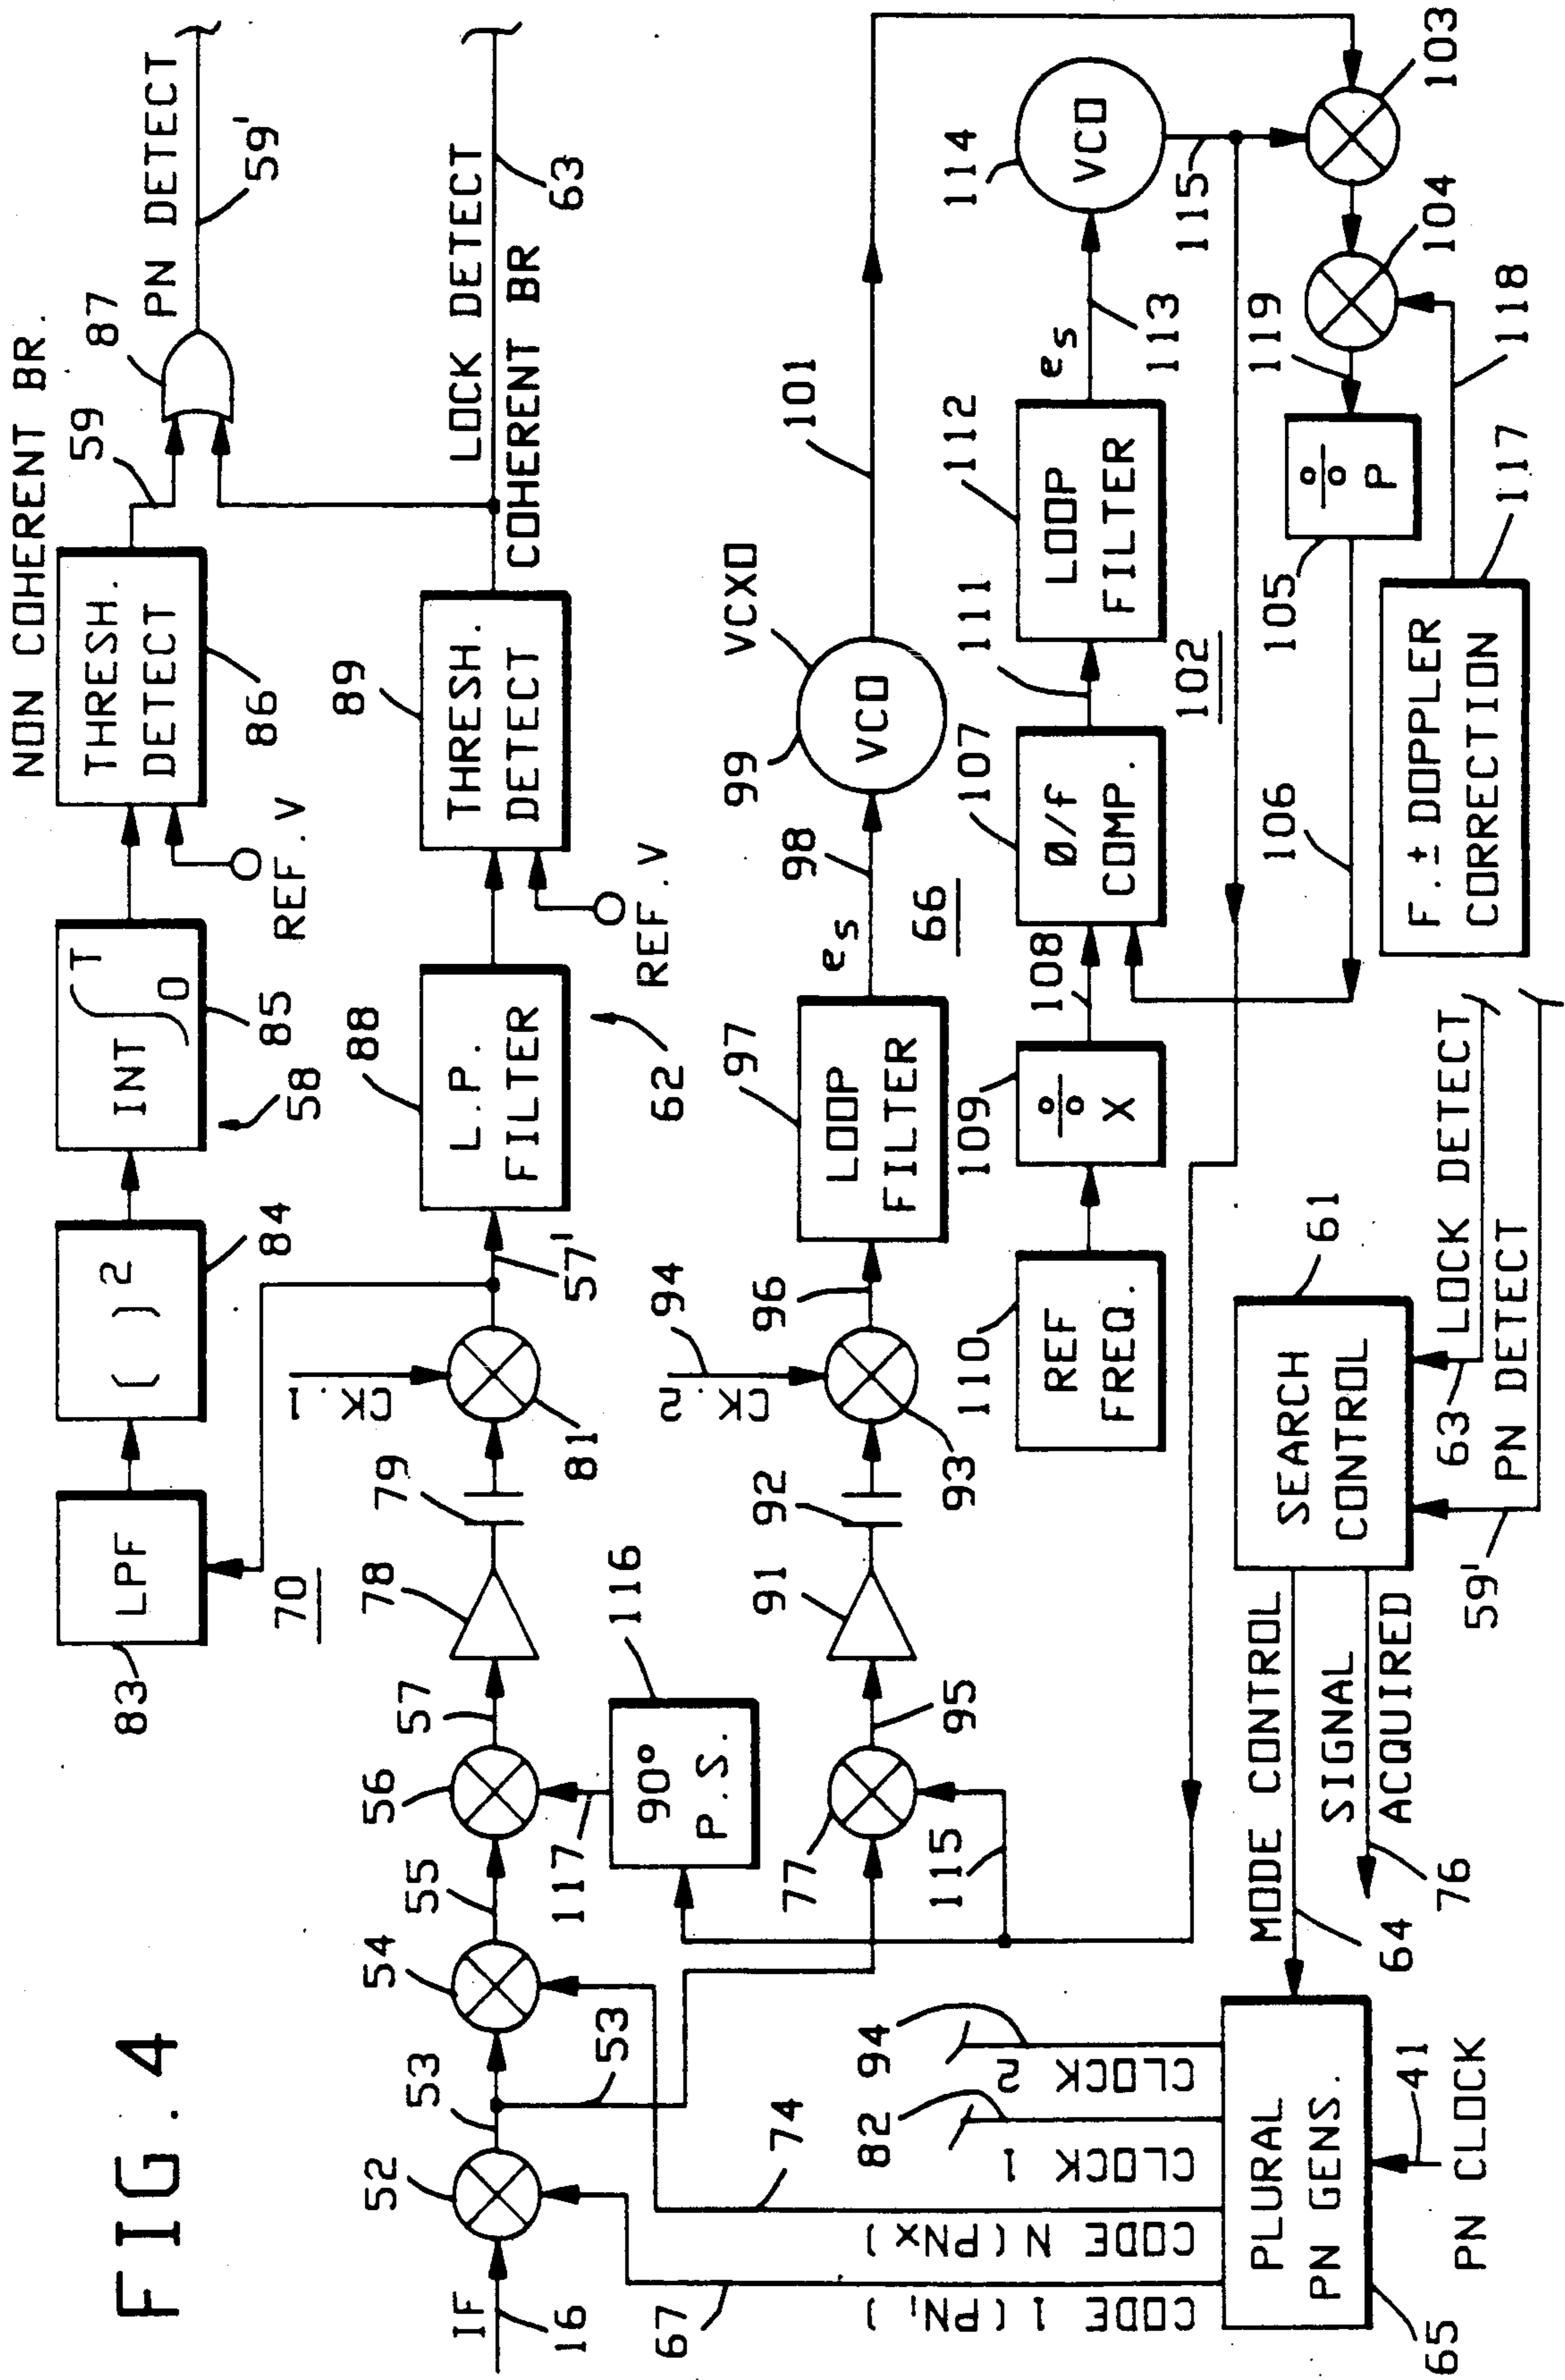 FIG. 4
NON COHERENT BR.
83
LPF
70
( )²
84
INT ∫ T 0
85
58
THRESH.
DETECT
86
REF.V
59
87
PN DETECT
59'
IF
16
52
53
53
54
55
56
57
117
116
90°
P.S.
78
79
CK.1
81
57'
88
L.P.
FILTER
62
89
THRESH.
DETECT
REF.V
LOCK DETECT
63
COHERENT BR
77
115
95
91
92
CK.2
94
93
96
97
LOOP
FILTER
es
98
66
99
VCXO
VCO
101
110
REF
FREQ.
109
÷
X
108
107
Ø/f
COMP.
111
102
112
LOOP
FILTER
es
113
114
VCO
115
103
104
119
118
÷
P
105
106
117
F. ± DOPPLER
CORRECTION
67
CODE 1 (PN1)
74
CODE N (PNx)
82
CLOCK 1
94
CLOCK 2
65
PLURAL
PN GENS.
41
PN CLOCK
MODE CONTROL
64
SIGNAL
ACQUIRED
76
61
SEARCH
CONTROL
63
LOCK DETECT
59'
PN DETECT